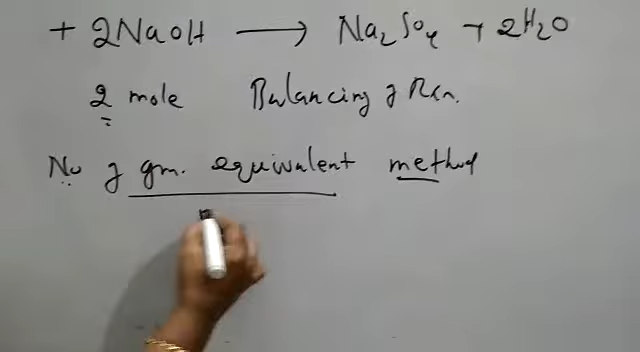 + 2NaOH ⟶ Na₂SO₄ + 2H₂O
2 mole Balancing of Rxn.
No of gm. equivalent method